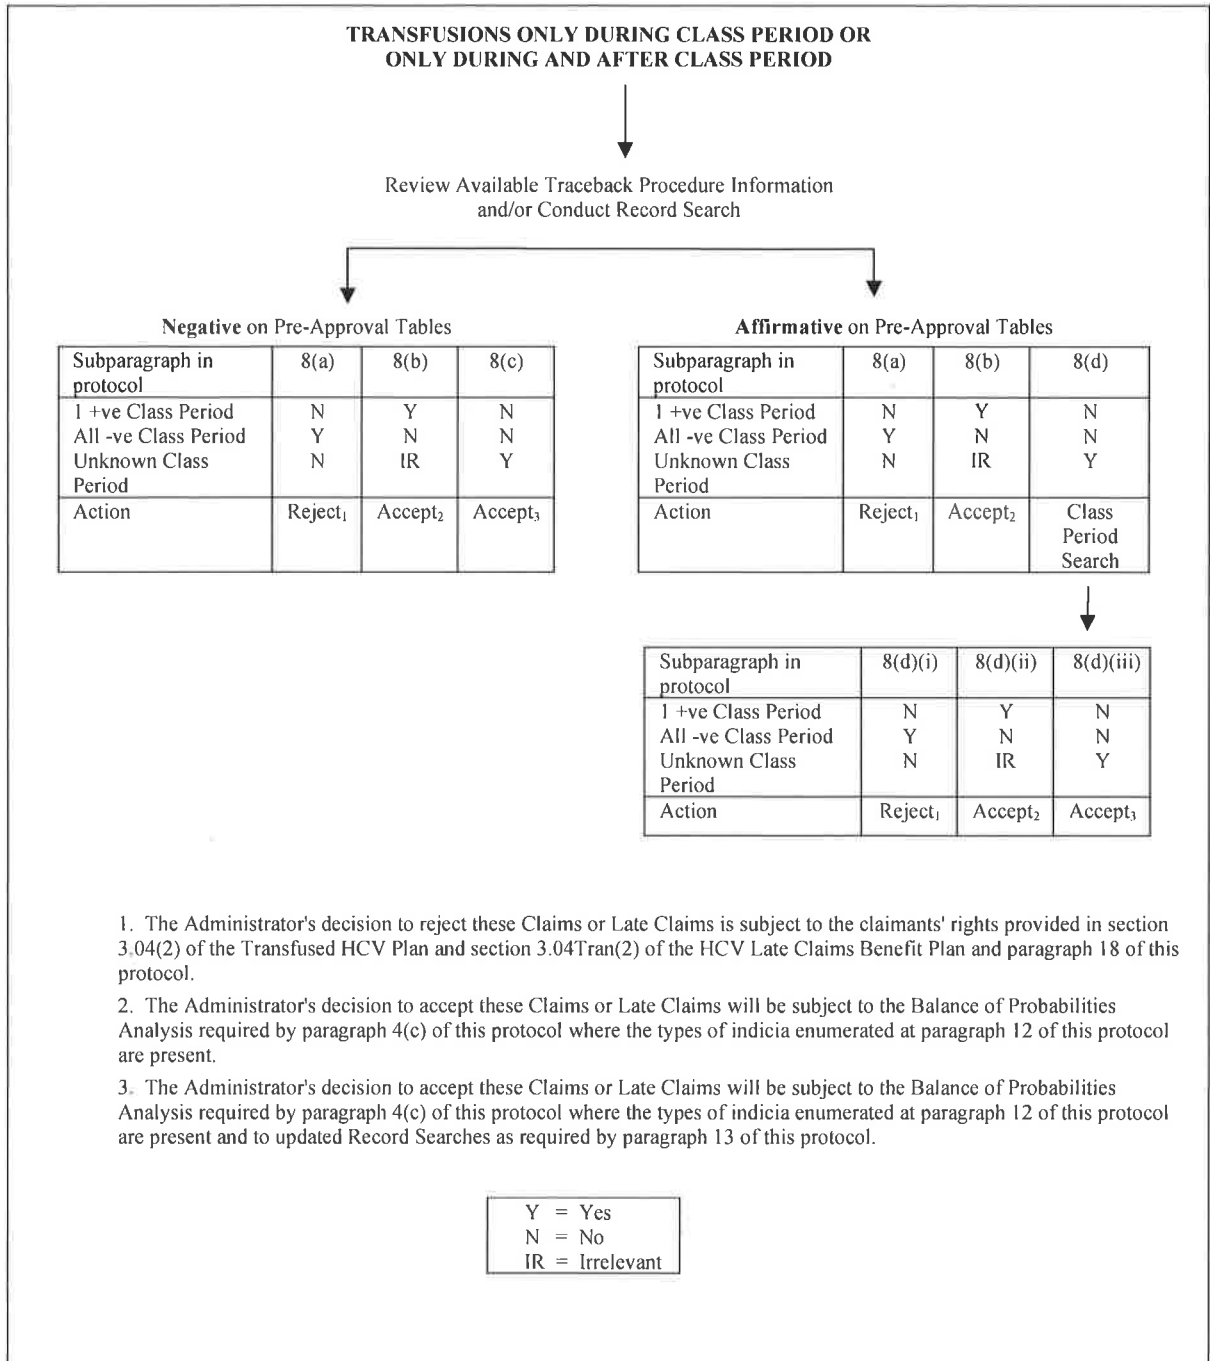 TRANSFUSIONS ONLY DURING CLASS PERIOD OR
ONLY DURING AND AFTER CLASS PERIOD
Review Available Traceback Procedure Information
and/or Conduct Record Search
Negative on Pre-Approval Tables
Subparagraph in protocol 8(a) 8(b) 8(c)
1 +ve Class Period N Y N
All -ve Class Period Y N N
Unknown Class Period N IR Y
Action Reject1 Accept2 Accept3
Affirmative on Pre-Approval Tables
Subparagraph in protocol 8(a) 8(b) 8(d)
1 +ve Class Period N Y N
All -ve Class Period Y N N
Unknown Class Period N IR Y
Action Reject1 Accept2 Class Period Search
Subparagraph in protocol 8(d)(i) 8(d)(ii) 8(d)(iii)
1 +ve Class Period N Y N
All -ve Class Period Y N N
Unknown Class Period N IR Y
Action Reject1 Accept2 Accept3
1. The Administrator's decision to reject these Claims or Late Claims is subject to the claimants' rights provided in section
3.04(2) of the Transfused HCV Plan and section 3.04Tran(2) of the HCV Late Claims Benefit Plan and paragraph 18 of this
protocol.
2. The Administrator's decision to accept these Claims or Late Claims will be subject to the Balance of Probabilities
Analysis required by paragraph 4(c) of this protocol where the types of indicia enumerated at paragraph 12 of this protocol
are present.
3. The Administrator's decision to accept these Claims or Late Claims will be subject to the Balance of Probabilities
Analysis required by paragraph 4(c) of this protocol where the types of indicia enumerated at paragraph 12 of this protocol
are present and to updated Record Searches as required by paragraph 13 of this protocol.
Y = Yes
N = No
IR = Irrelevant